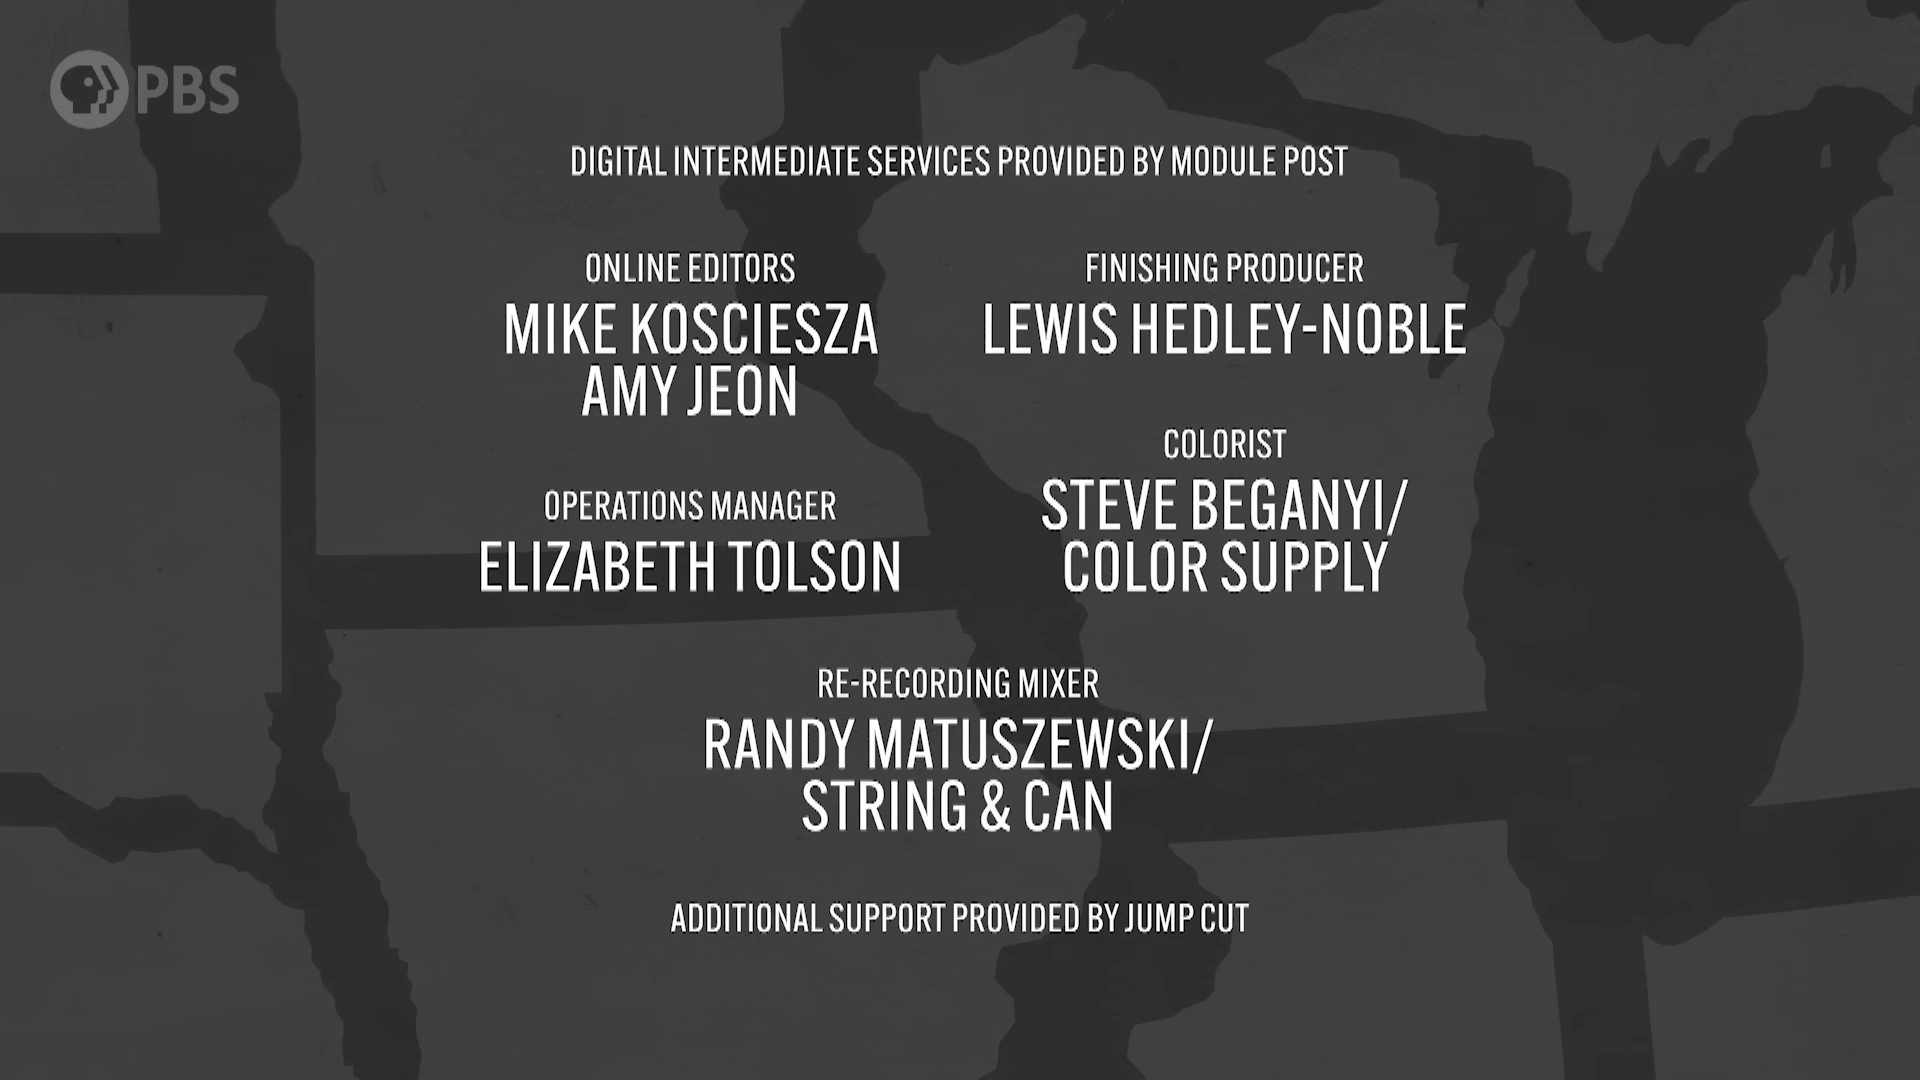 PBS
DIGITAL INTERMEDIATE SERVICES PROVIDED BY MODULE POST
ONLINE EDITORS
MIKE KOSCIESZA
AMY JEON
FINISHING PRODUCER
LEWIS HEDLEY-NOBLE
OPERATIONS MANAGER
ELIZABETH TOLSON
COLORIST
STEVE BEGANYI/
COLOR SUPPLY
RE-RECORDING MIXER
RANDY MATUSZEWSKI/
STRING & CAN
ADDITIONAL SUPPORT PROVIDED BY JUMP CUT